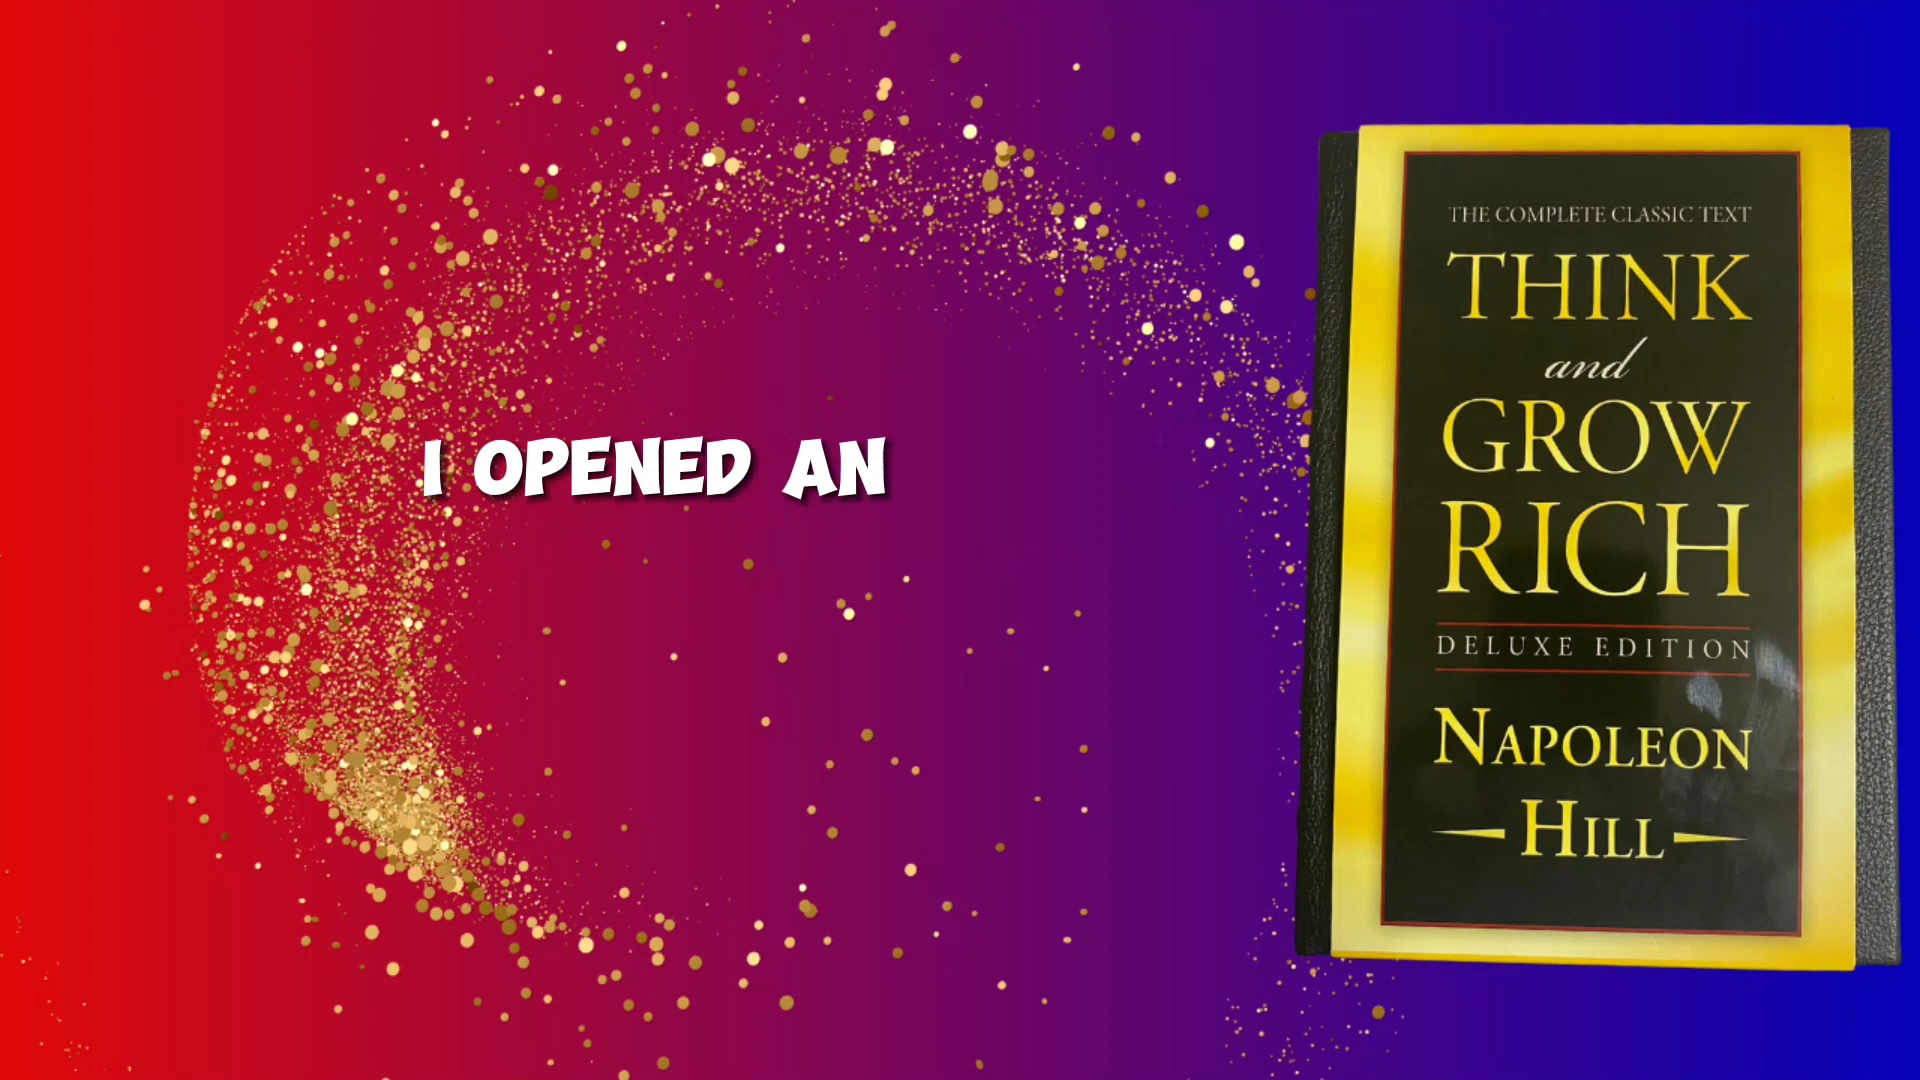 I OPENED AN
THE COMPLETE CLASSIC TEXT
THINK
and
GROW
RICH
DELUXE EDITION
NAPOLEON
HILL